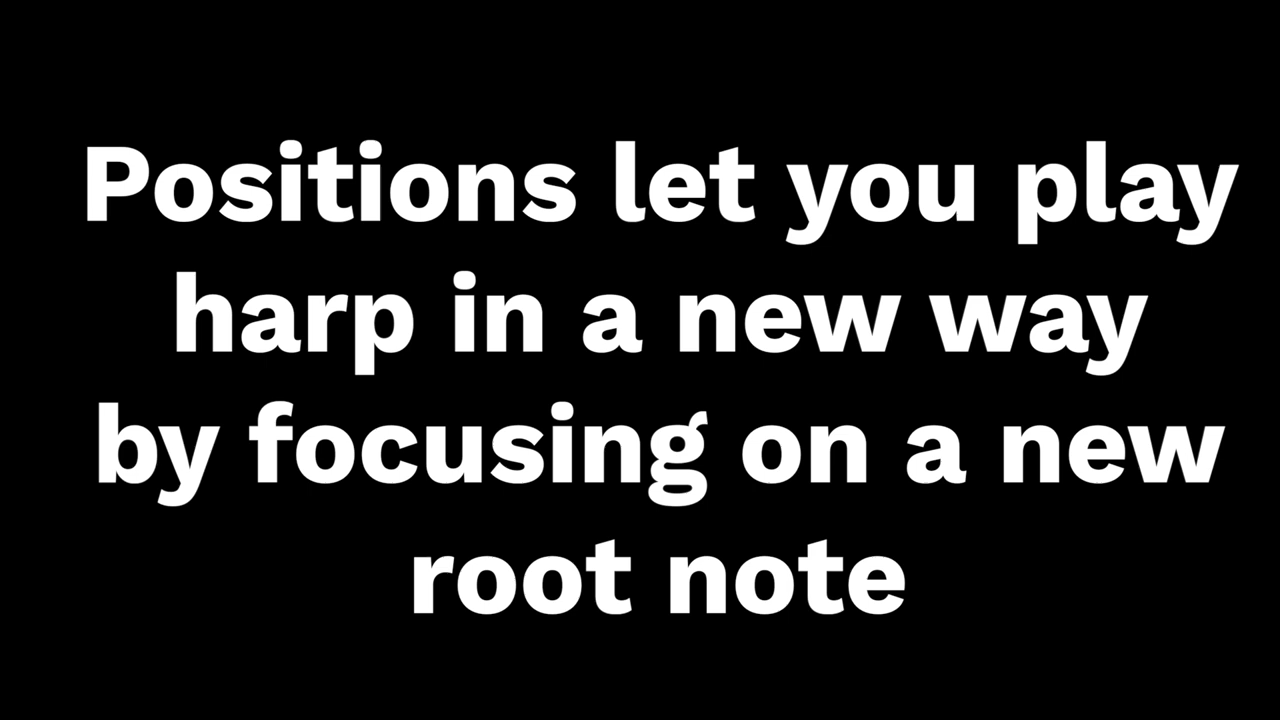 Positions let you play
harp in a new way
by focusing on a new
root note